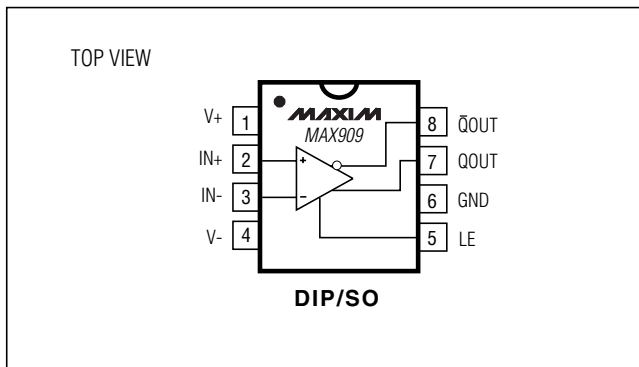 TOP VIEW
MAXIM
MAX909
V+ 1
IN+ 2
IN- 3
V- 4
8 Q̅OUT
7 QOUT
6 GND
5 LE
+
−
DIP/SO